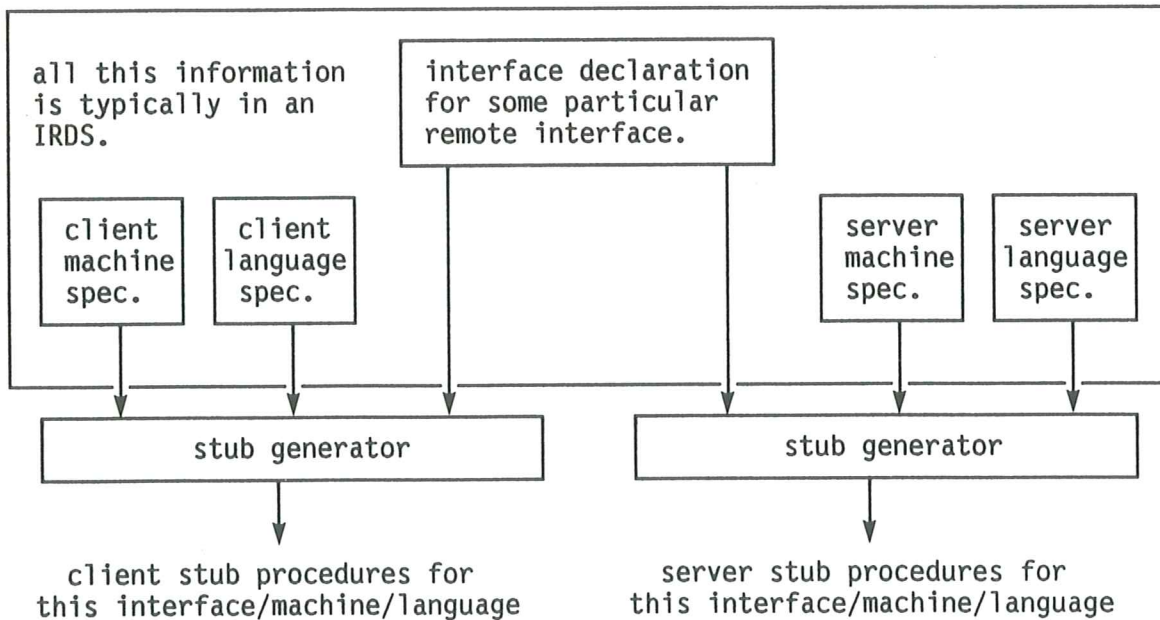 all this information
is typically in an
IRDS.
interface declaration
for some particular
remote interface.
client
machine
spec.
client
language
spec.
server
machine
spec.
server
language
spec.
stub generator
stub generator
client stub procedures for
this interface/machine/language
server stub procedures for
this interface/machine/language